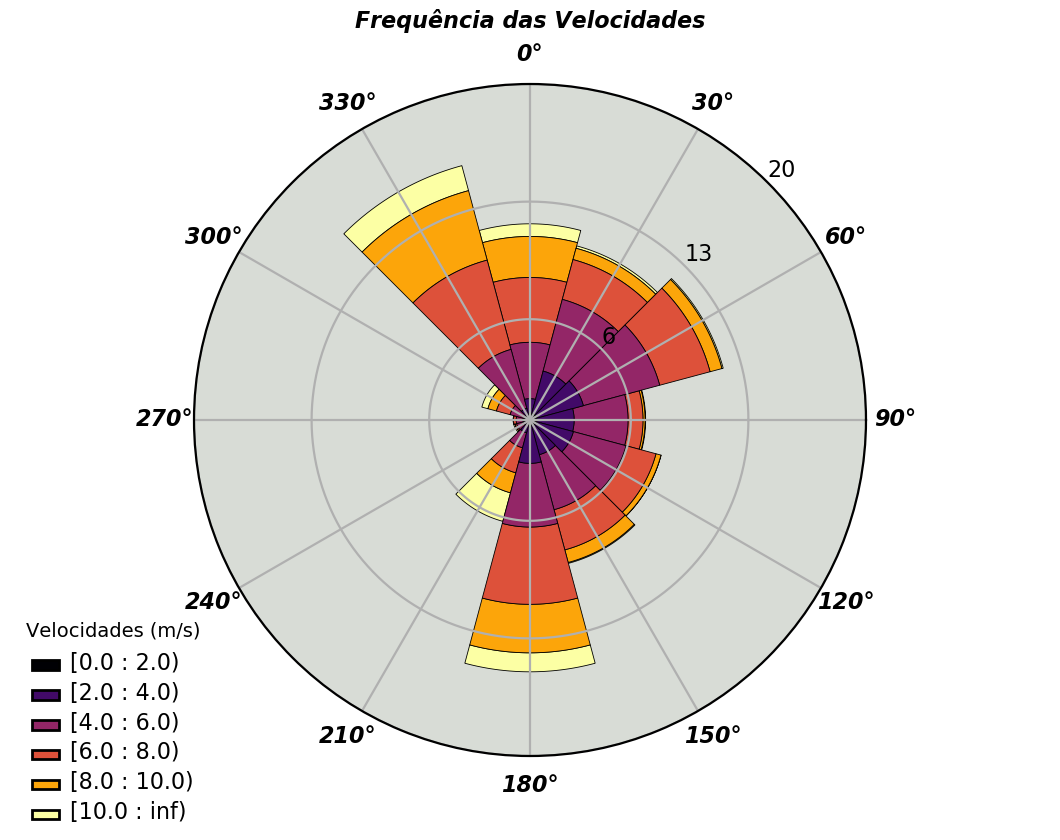 Frequência das Velocidades
0°
330°
30°
20
300°
60°
13
6
270°
90°
240°
120°
210°
150°
180°
Velocidades (m/s)
[0.0 : 2.0)
[2.0 : 4.0)
[4.0 : 6.0)
[6.0 : 8.0)
[8.0 : 10.0)
[10.0 : inf)